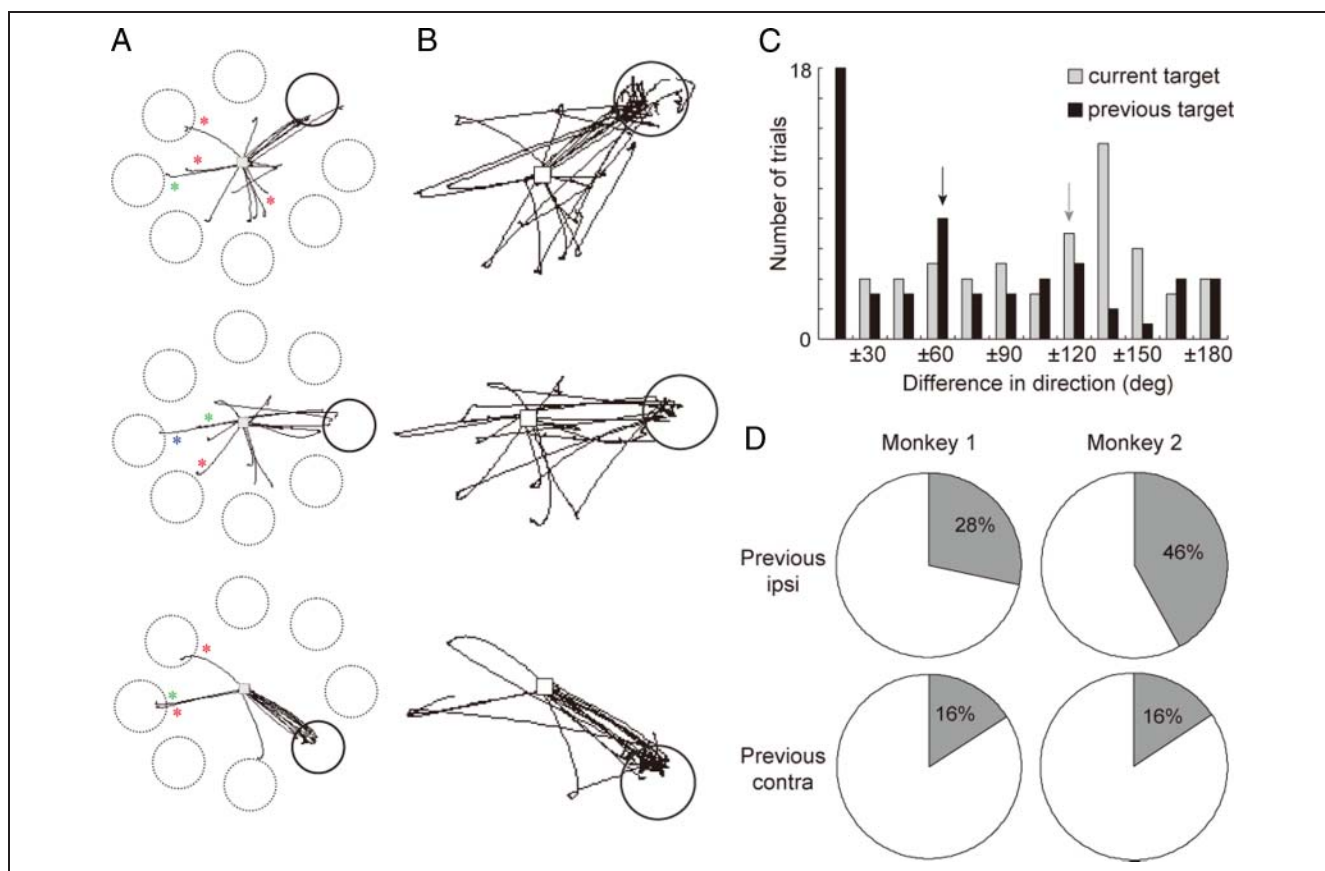 A
B
C
18
current target
previous target
Number of trials
0
±30
±60
±90
±120
±150
±180
Difference in direction (deg)
D
Monkey 1
Monkey 2
Previous
ipsi
28%
46%
Previous
contra
16%
16%